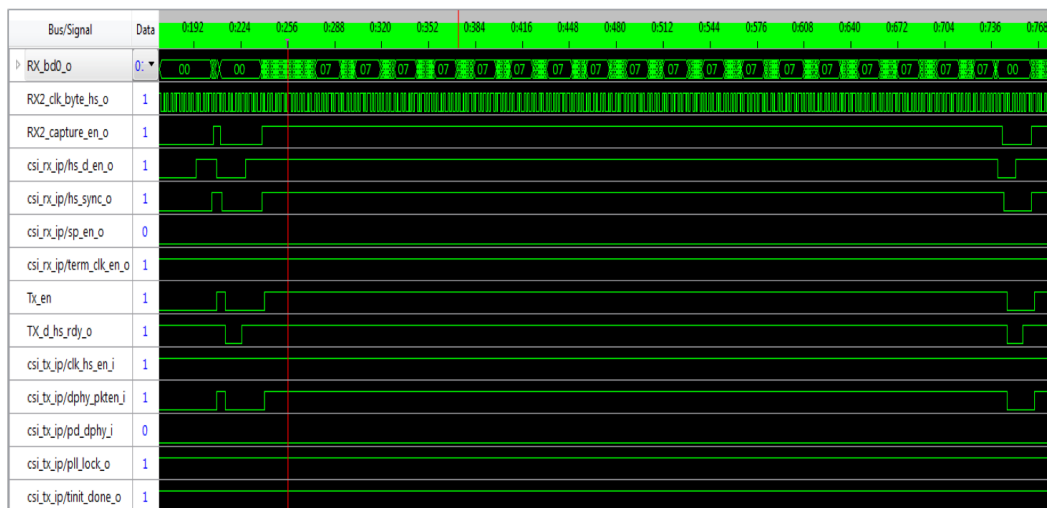 Bus/Signal Data 0:192 0:224 0:256 0:288 0:320 0:352 0:384 0:416 0:448 0:480 0:512 0:544 0:576 0:608 0:640 0:672 0:704 0:736 0:768
RX_bd0_o 0: 00 00 07 07 07 07 07 07 07 07 07 07 07 07 07 07 07 07 07 07 00
RX2_clk_byte_hs_o 1
RX2_capture_en_o 1
csi_rx_ip/hs_d_en_o 1
csi_rx_ip/hs_sync_o 1
csi_rx_ip/sp_en_o 0
csi_rx_ip/term_clk_en_o 1
Tx_en 1
TX_d_hs_rdy_o 1
csi_tx_ip/clk_hs_en_i 1
csi_tx_ip/dphy_pkten_i 1
csi_tx_ip/pd_dphy_i 0
csi_tx_ip/pll_lock_o 1
csi_tx_ip/tinit_done_o 1